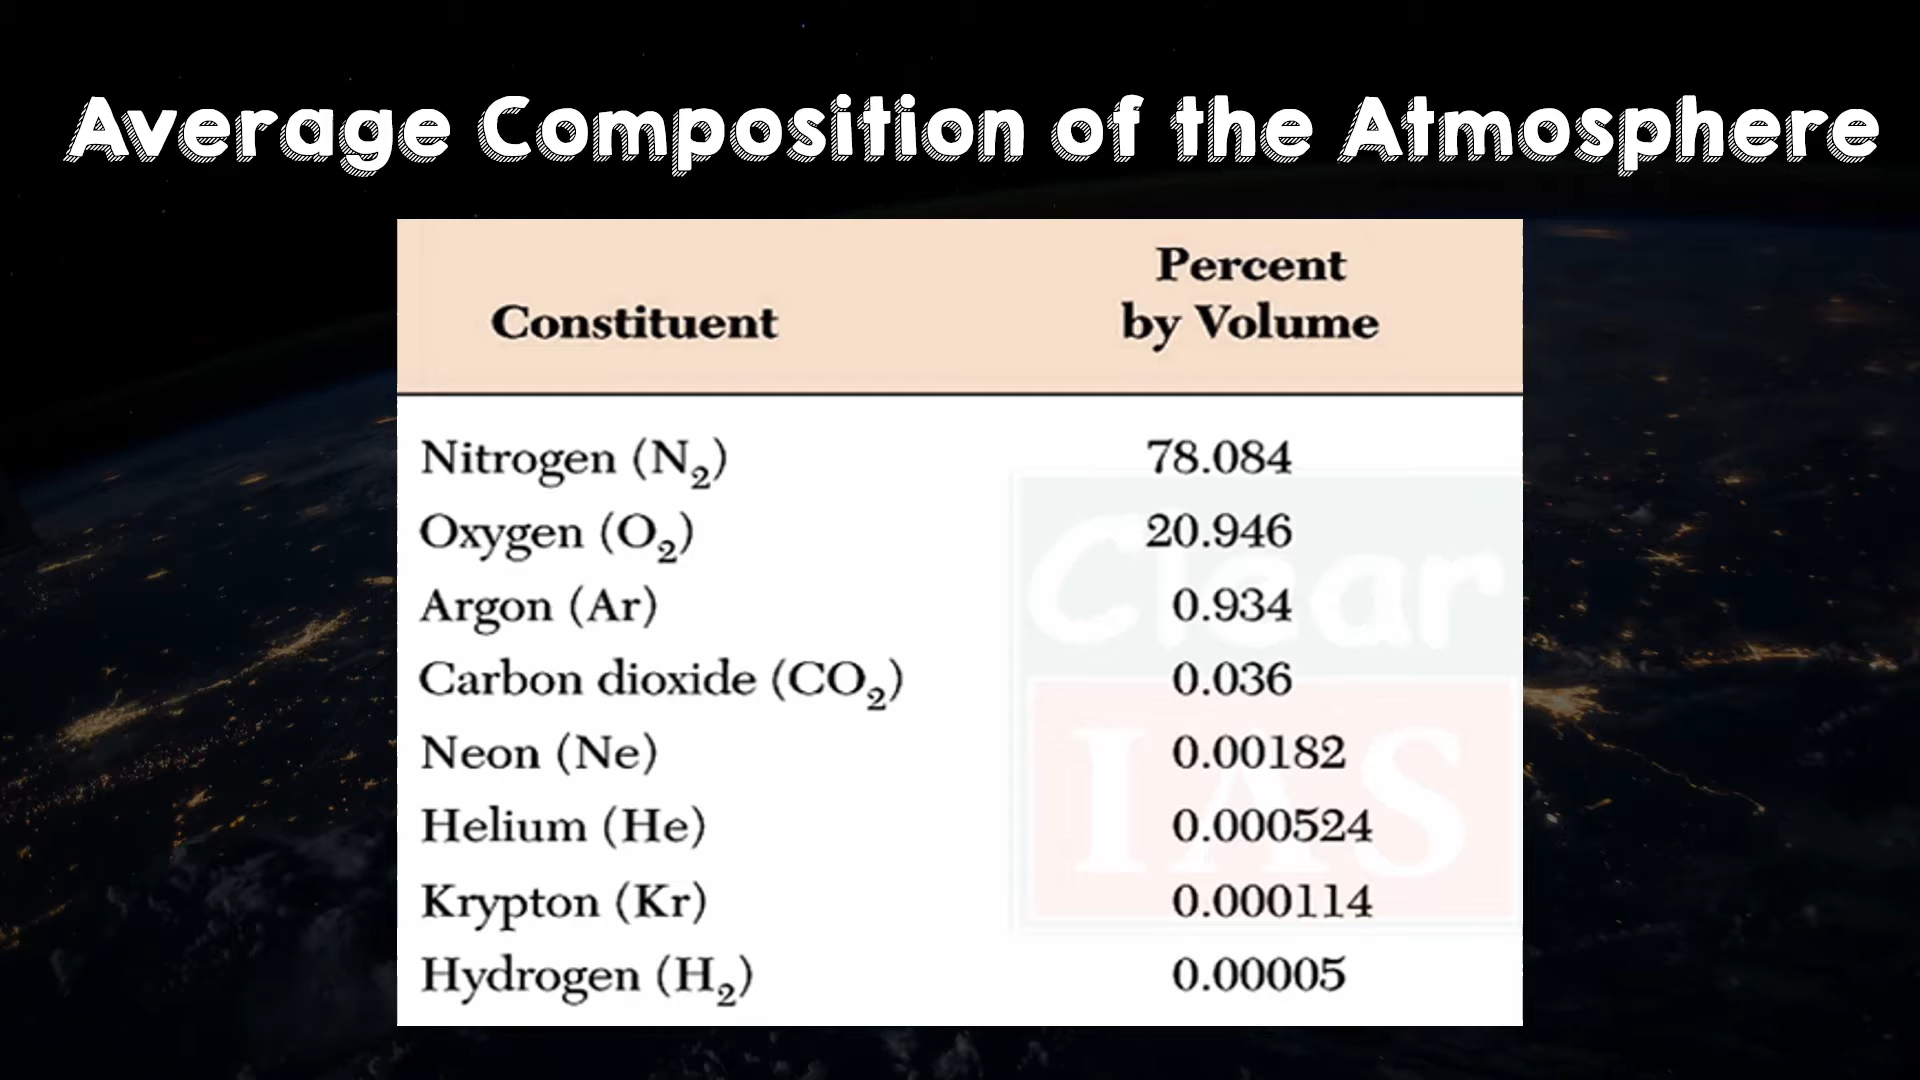 Average Composition of the Atmosphere
Percent
Constituent by Volume
Nitrogen (N₂) 78.084
Oxygen (O₂) 20.946
Argon (Ar) 0.934
Carbon dioxide (CO₂) 0.036
Neon (Ne) 0.00182
Helium (He) 0.000524
Krypton (Kr) 0.000114
Hydrogen (H₂) 0.00005
Clear
IAS